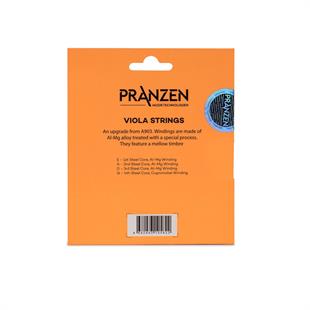 PRANZEN
MUSIKTECHNOLOGIEN
PRANZEN
VIOLA STRINGS
An upgrade from A903. Windings are made of
Al-Mg alloy treated with a special process.
They feature a mellow timbre
E - 1st Steel Core, Al-Mg Winding
A - 2nd Steel Core, Al-Mg Winding
D - 3rd Steel Core, Al-Mg Winding
G - 4th Steel Core, Cupronickel Winding